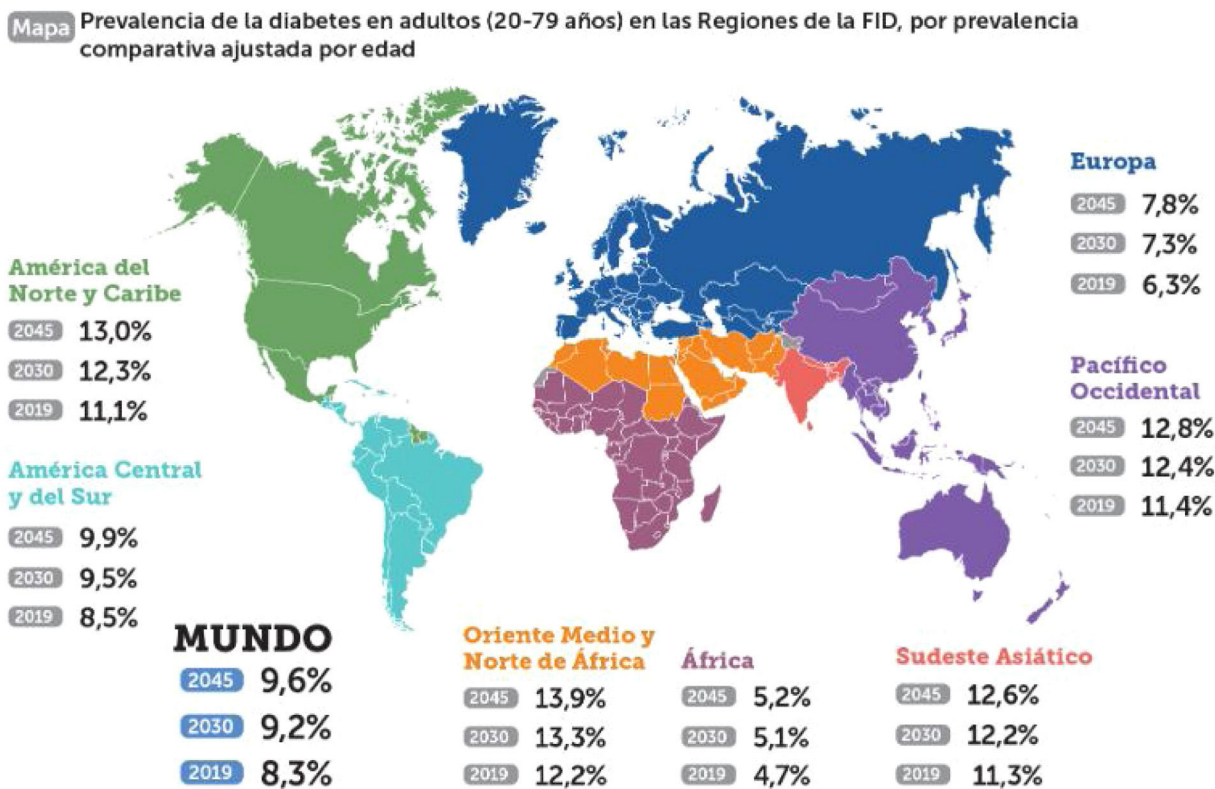 Mapa Prevalencia de la diabetes en adultos (20-79 años) en las Regiones de la FID, por prevalencia
comparativa ajustada por edad
América del
Norte y Caribe
2045 13,0%
2030 12,3%
2019 11,1%
América Central
y del Sur
2045 9,9%
2030 9,5%
2019 8,5%
MUNDO
2045 9,6%
2030 9,2%
2019 8,3%
Oriente Medio y
Norte de África
2045 13,9%
2030 13,3%
2019 12,2%
África
2045 5,2%
2030 5,1%
2019 4,7%
Sudeste Asiático
2045 12,6%
2030 12,2%
2019 11,3%
Europa
2045 7,8%
2030 7,3%
2019 6,3%
Pacífico
Occidental
2045 12,8%
2030 12,4%
2019 11,4%